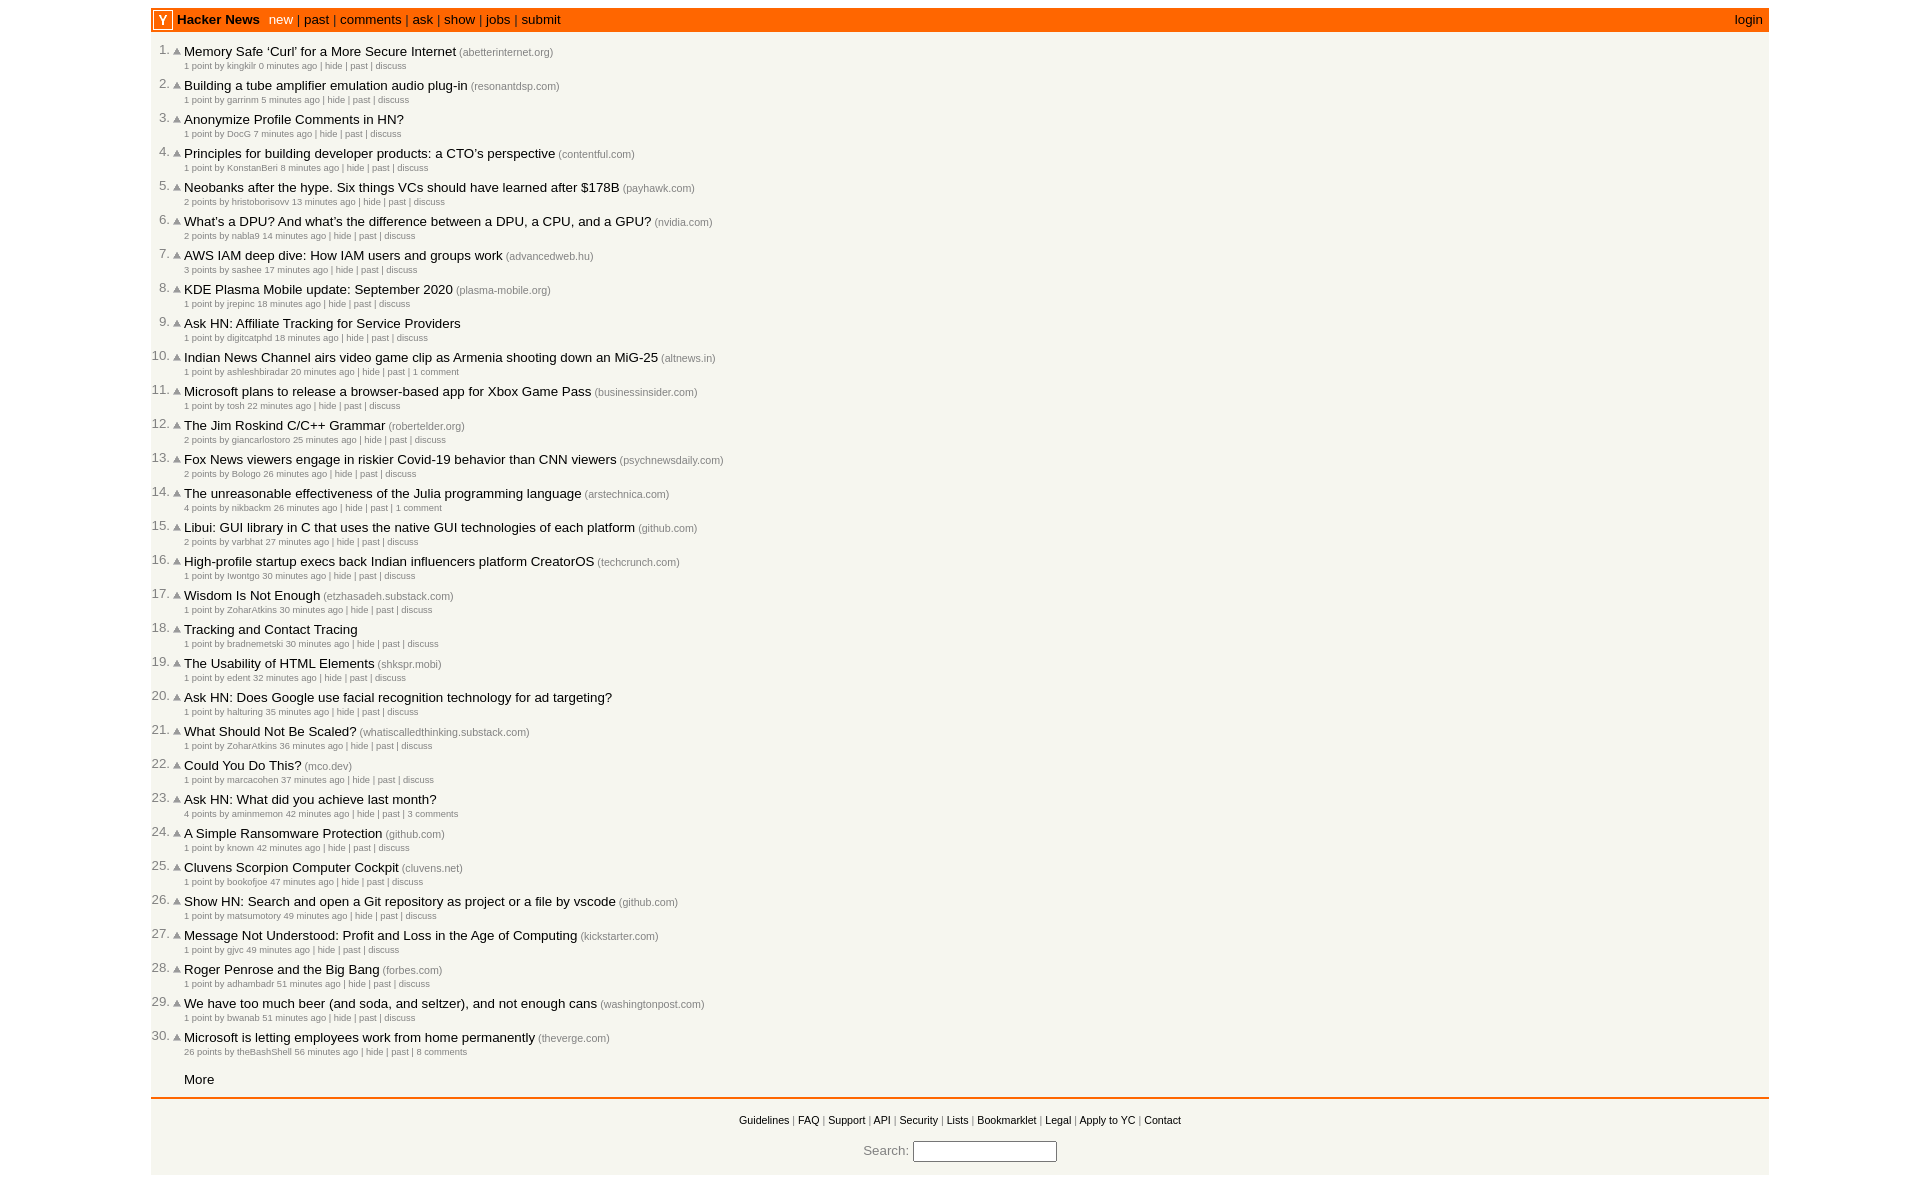 Y Hacker News new | past | comments | ask | show | jobs | submit login
1. Memory Safe ‘Curl’ for a More Secure Internet (abetterinternet.org)
1 point by kingkilr 0 minutes ago | hide | past | discuss
2. Building a tube amplifier emulation audio plug-in (resonantdsp.com)
1 point by garrinm 5 minutes ago | hide | past | discuss
3. Anonymize Profile Comments in HN?
1 point by DocG 7 minutes ago | hide | past | discuss
4. Principles for building developer products: a CTO’s perspective (contentful.com)
1 point by KonstanBeri 8 minutes ago | hide | past | discuss
5. Neobanks after the hype. Six things VCs should have learned after $178B (payhawk.com)
2 points by hristoborisovv 13 minutes ago | hide | past | discuss
6. What’s a DPU? And what’s the difference between a DPU, a CPU, and a GPU? (nvidia.com)
2 points by nabla9 14 minutes ago | hide | past | discuss
7. AWS IAM deep dive: How IAM users and groups work (advancedweb.hu)
3 points by sashee 17 minutes ago | hide | past | discuss
8. KDE Plasma Mobile update: September 2020 (plasma-mobile.org)
1 point by jrepinc 18 minutes ago | hide | past | discuss
9. Ask HN: Affiliate Tracking for Service Providers
1 point by digitcatphd 18 minutes ago | hide | past | discuss
10. Indian News Channel airs video game clip as Armenia shooting down an MiG-25 (altnews.in)
1 point by ashleshbiradar 20 minutes ago | hide | past | 1 comment
11. Microsoft plans to release a browser-based app for Xbox Game Pass (businessinsider.com)
1 point by tosh 22 minutes ago | hide | past | discuss
12. The Jim Roskind C/C++ Grammar (robertelder.org)
2 points by giancarlostoro 25 minutes ago | hide | past | discuss
13. Fox News viewers engage in riskier Covid-19 behavior than CNN viewers (psychnewsdaily.com)
2 points by Bologo 26 minutes ago | hide | past | discuss
14. The unreasonable effectiveness of the Julia programming language (arstechnica.com)
4 points by nikbackm 26 minutes ago | hide | past | 1 comment
15. Libui: GUI library in C that uses the native GUI technologies of each platform (github.com)
2 points by varbhat 27 minutes ago | hide | past | discuss
16. High-profile startup execs back Indian influencers platform CreatorOS (techcrunch.com)
1 point by Iwontgo 30 minutes ago | hide | past | discuss
17. Wisdom Is Not Enough (etzhasadeh.substack.com)
1 point by ZoharAtkins 30 minutes ago | hide | past | discuss
18. Tracking and Contact Tracing
1 point by bradnemetski 30 minutes ago | hide | past | discuss
19. The Usability of HTML Elements (shkspr.mobi)
1 point by edent 32 minutes ago | hide | past | discuss
20. Ask HN: Does Google use facial recognition technology for ad targeting?
1 point by halturing 35 minutes ago | hide | past | discuss
21. What Should Not Be Scaled? (whatiscalledthinking.substack.com)
1 point by ZoharAtkins 36 minutes ago | hide | past | discuss
22. Could You Do This? (mco.dev)
1 point by marcacohen 37 minutes ago | hide | past | discuss
23. Ask HN: What did you achieve last month?
4 points by aminmemon 42 minutes ago | hide | past | 3 comments
24. A Simple Ransomware Protection (github.com)
1 point by known 42 minutes ago | hide | past | discuss
25. Cluvens Scorpion Computer Cockpit (cluvens.net)
1 point by bookofjoe 47 minutes ago | hide | past | discuss
26. Show HN: Search and open a Git repository as project or a file by vscode (github.com)
1 point by matsumotory 49 minutes ago | hide | past | discuss
27. Message Not Understood: Profit and Loss in the Age of Computing (kickstarter.com)
1 point by gjvc 49 minutes ago | hide | past | discuss
28. Roger Penrose and the Big Bang (forbes.com)
1 point by adhambadr 51 minutes ago | hide | past | discuss
29. We have too much beer (and soda, and seltzer), and not enough cans (washingtonpost.com)
1 point by bwanab 51 minutes ago | hide | past | discuss
30. Microsoft is letting employees work from home permanently (theverge.com)
26 points by theBashShell 56 minutes ago | hide | past | 8 comments
More
Guidelines | FAQ | Support | API | Security | Lists | Bookmarklet | Legal | Apply to YC | Contact
Search: